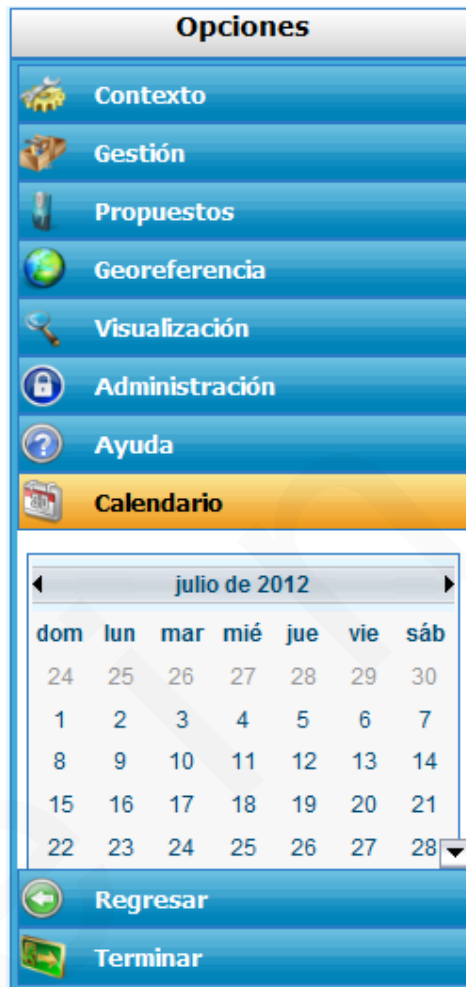 Opciones
Contexto
Gestión
Propuestos
Georeferencia
Visualización
Administración
Ayuda
Calendario
julio de 2012
dom lun mar mié jue vie sáb
24 25 26 27 28 29 30
1 2 3 4 5 6 7
8 9 10 11 12 13 14
15 16 17 18 19 20 21
22 23 24 25 26 27 28
Regresar
Terminar